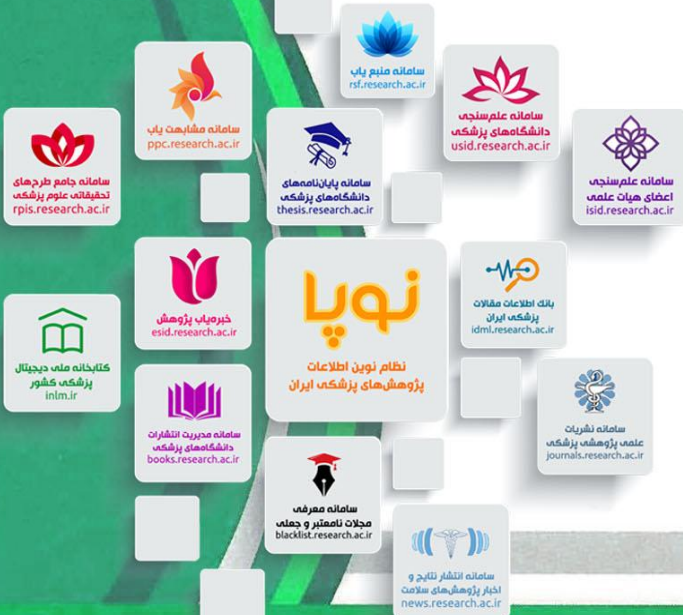 سامانه منبع یاب
rsf.research.ac.ir
سامانه علم‌سنجی
دانشگاه‌های پزشکی
usid.research.ac.ir
سامانه مشابهت یاب
ppc.research.ac.ir
سامانه جامع طرح‌های
تحقیقاتی علوم پزشکی
rpis.research.ac.ir
سامانه پایان‌نامه‌های
دانشگاه‌های پزشکی
thesis.research.ac.ir
سامانه علم‌سنجی
اعضای هیات علمی
isid.research.ac.ir
خبره‌یاب پژوهش
esid.research.ac.ir
نوپا
نظام نوین اطلاعات
پژوهش‌های پزشکی ایران
بانک اطلاعات مقالات
پزشکی ایران
idml.research.ac.ir
کتابخانه ملی دیجیتال
پزشکی کشور
inlm.ir
سامانه مدیریت انتشارات
دانشگاه‌های پزشکی
books.research.ac.ir
سامانه نشریات
علمی پژوهشی پزشکی
journals.research.ac.ir
سامانه معرفی
مجلات نامعتبر و جعلی
blacklist.research.ac.ir
سامانه انتشار نتایج و
اخبار پژوهش‌های سلامت
news.research.ac.ir